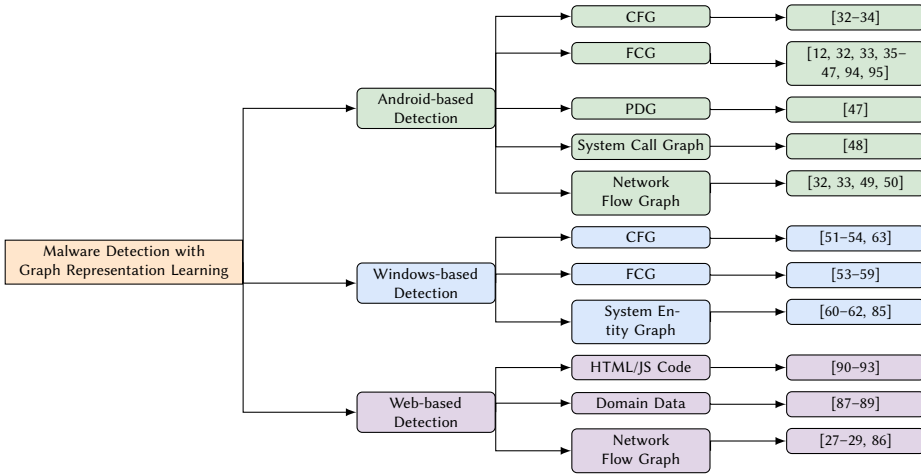 Malware Detection with
Graph Representation Learning
Android-based
Detection
CFG
[32–34]
FCG
[12, 32, 33, 35–
47, 94, 95]
PDG
[47]
System Call Graph
[48]
Network
Flow Graph
[32, 33, 49, 50]
Windows-based
Detection
CFG
[51–54, 63]
FCG
[53–59]
System En-
tity Graph
[60–62, 85]
Web-based
Detection
HTML/JS Code
[90–93]
Domain Data
[87–89]
Network
Flow Graph
[27–29, 86]